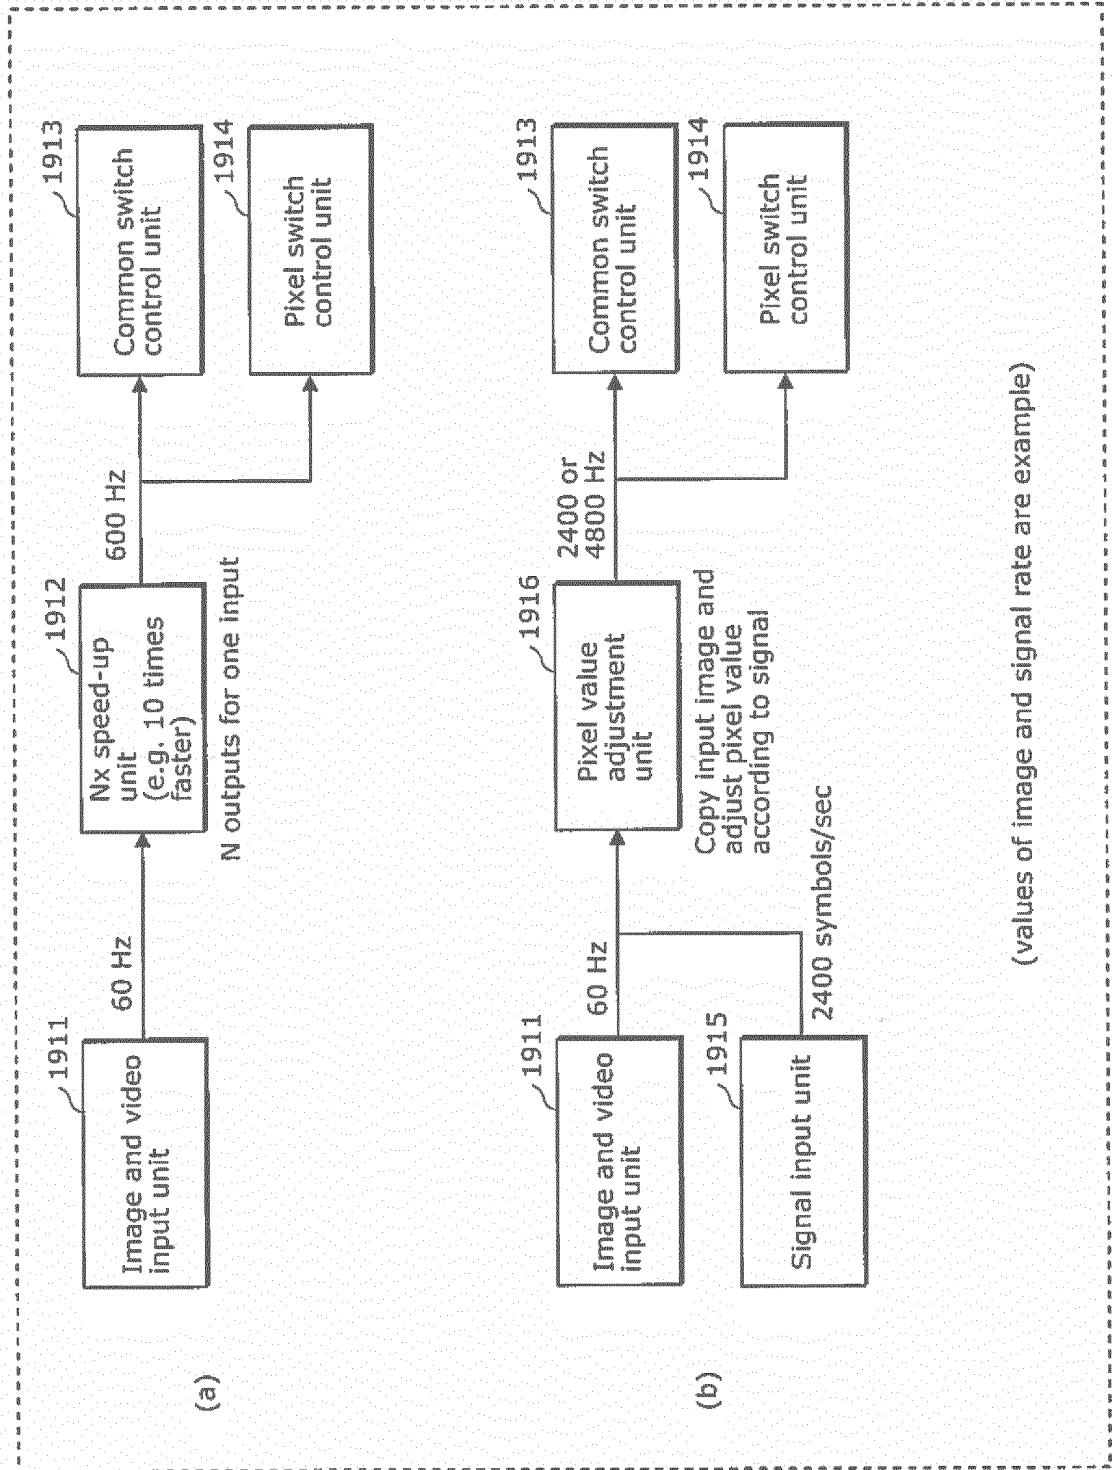 (a)
1911
Image and video
input unit
60 Hz
1912
Nx speed-up
unit
(e.g. 10 times
faster)
N outputs for one input
600 Hz
1913
Common switch
control unit
1914
Pixel switch
control unit
(b)
1911
Image and video
input unit
60 Hz
1915
Signal input unit
2400 symbols/sec
1916
Pixel value
adjustment
unit
Copy input image and
adjust pixel value
according to signal
2400 or
4800 Hz
1913
Common switch
control unit
1914
Pixel switch
control unit
(values of image and signal rate are example)